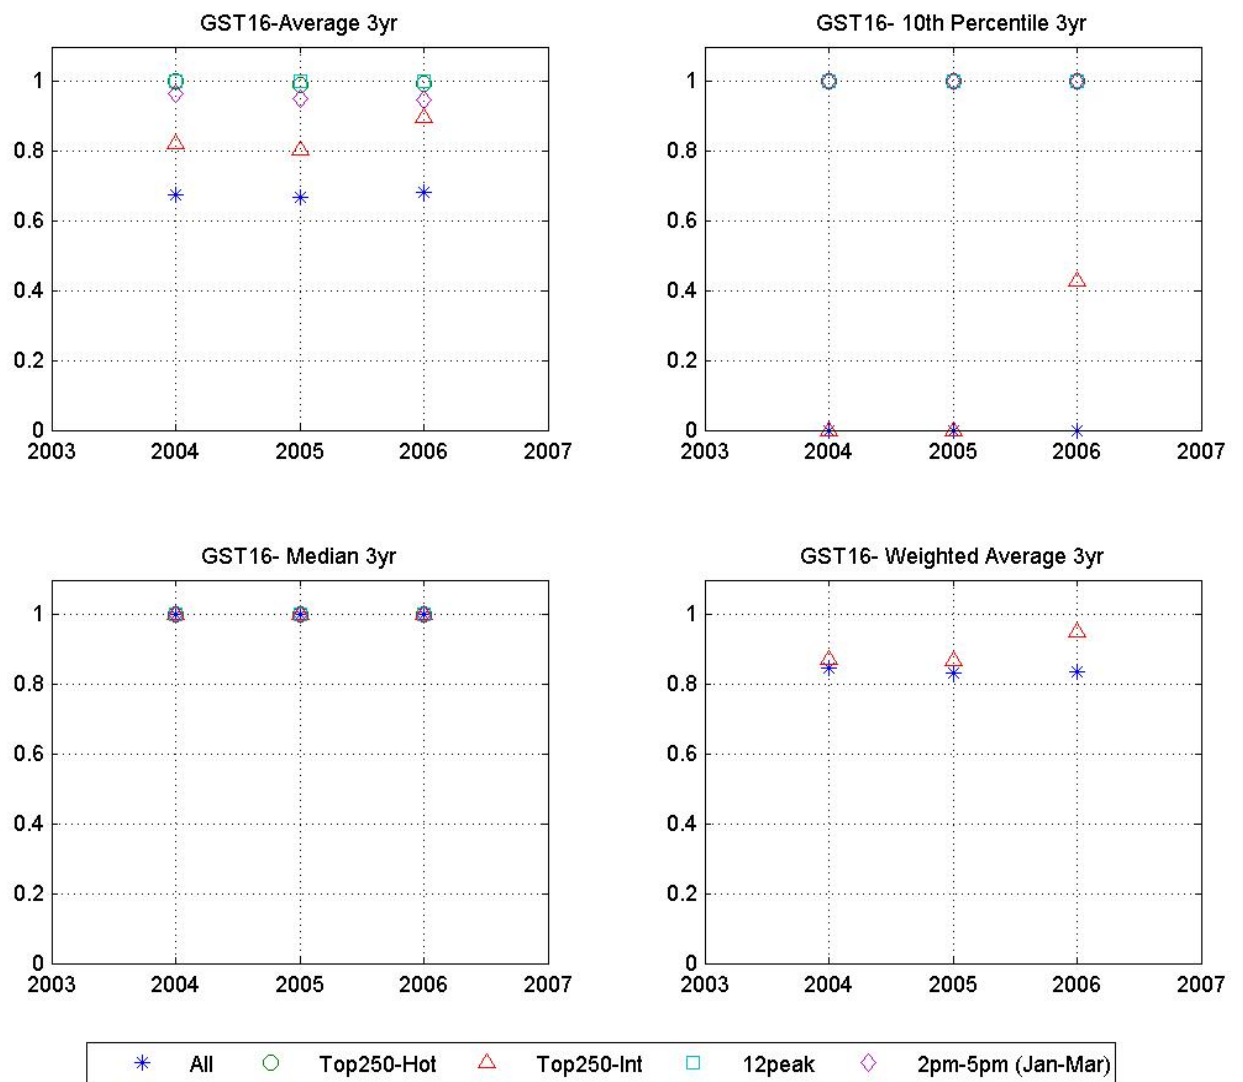 GST16-Average 3yr
1
0.8
0.6
0.4
0.2
0
2003 2004 2005 2006 2007
GST16- 10th Percentile 3yr
1
0.8
0.6
0.4
0.2
0
2003 2004 2005 2006 2007
GST16- Median 3yr
1
0.8
0.6
0.4
0.2
0
2003 2004 2005 2006 2007
GST16- Weighted Average 3yr
1
0.8
0.6
0.4
0.2
0
2003 2004 2005 2006 2007
All Top250-Hot Top250-Int 12peak 2pm-5pm (Jan-Mar)